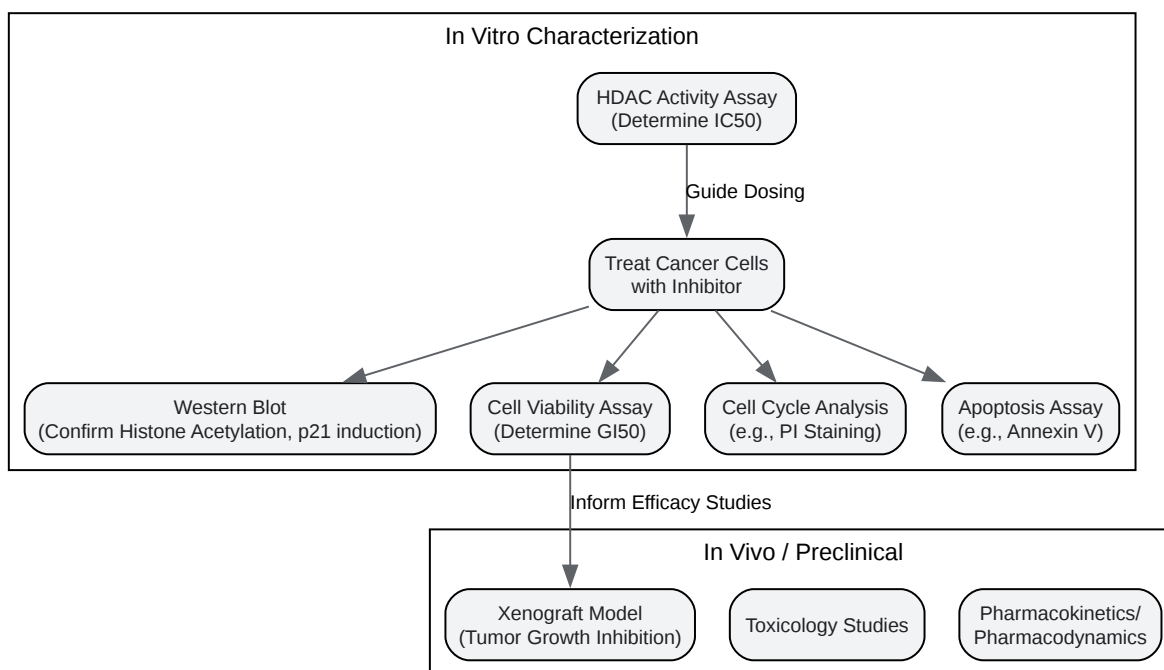 In Vitro Characterization
HDAC Activity Assay
(Determine IC50)
Guide Dosing
Treat Cancer Cells
with Inhibitor
Western Blot
(Confirm Histone Acetylation, p21 induction)
Cell Viability Assay
(Determine GI50)
Cell Cycle Analysis
(e.g., PI Staining)
Apoptosis Assay
(e.g., Annexin V)
Inform Efficacy Studies
In Vivo / Preclinical
Xenograft Model
(Tumor Growth Inhibition)
Toxicology Studies
Pharmacokinetics/
Pharmacodynamics